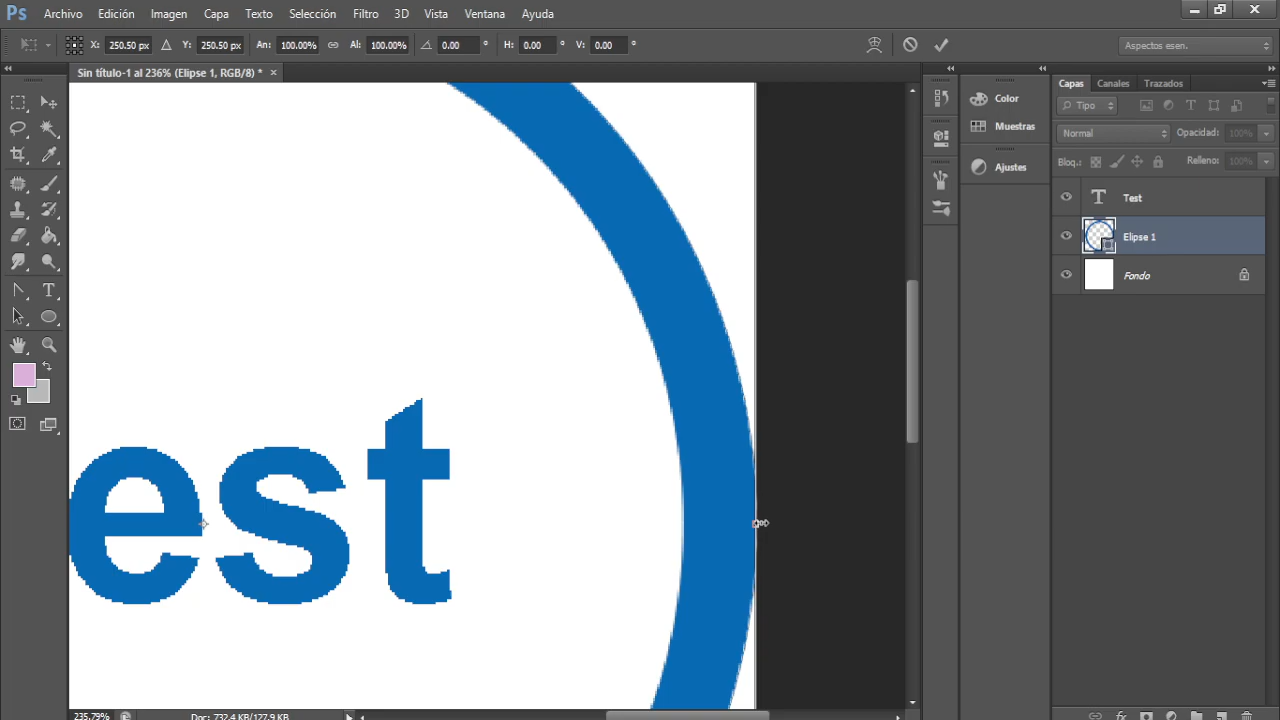 Ps Archivo Edición Imagen Capa Texto Selección Filtro 3D Vista Ventana Ayuda
X: 250.50 px Y: 250.50 px An: 100.00% Al: 100.00% 0.00 ° H: 0.00 ° V: 0.00 ° Aspectos esen.
Sin título-1 al 236% (Elipse 1, RGB/8) * ×
Capas Canales Trazados
Color
Tipo
Muestras
Normal Opacidad: 100%
Bloq.: Relleno: 100%
Ajustes
T Test
Elipse 1
Fondo
est
235.79% Doc: 732.4 KB/127.9 KB
fx